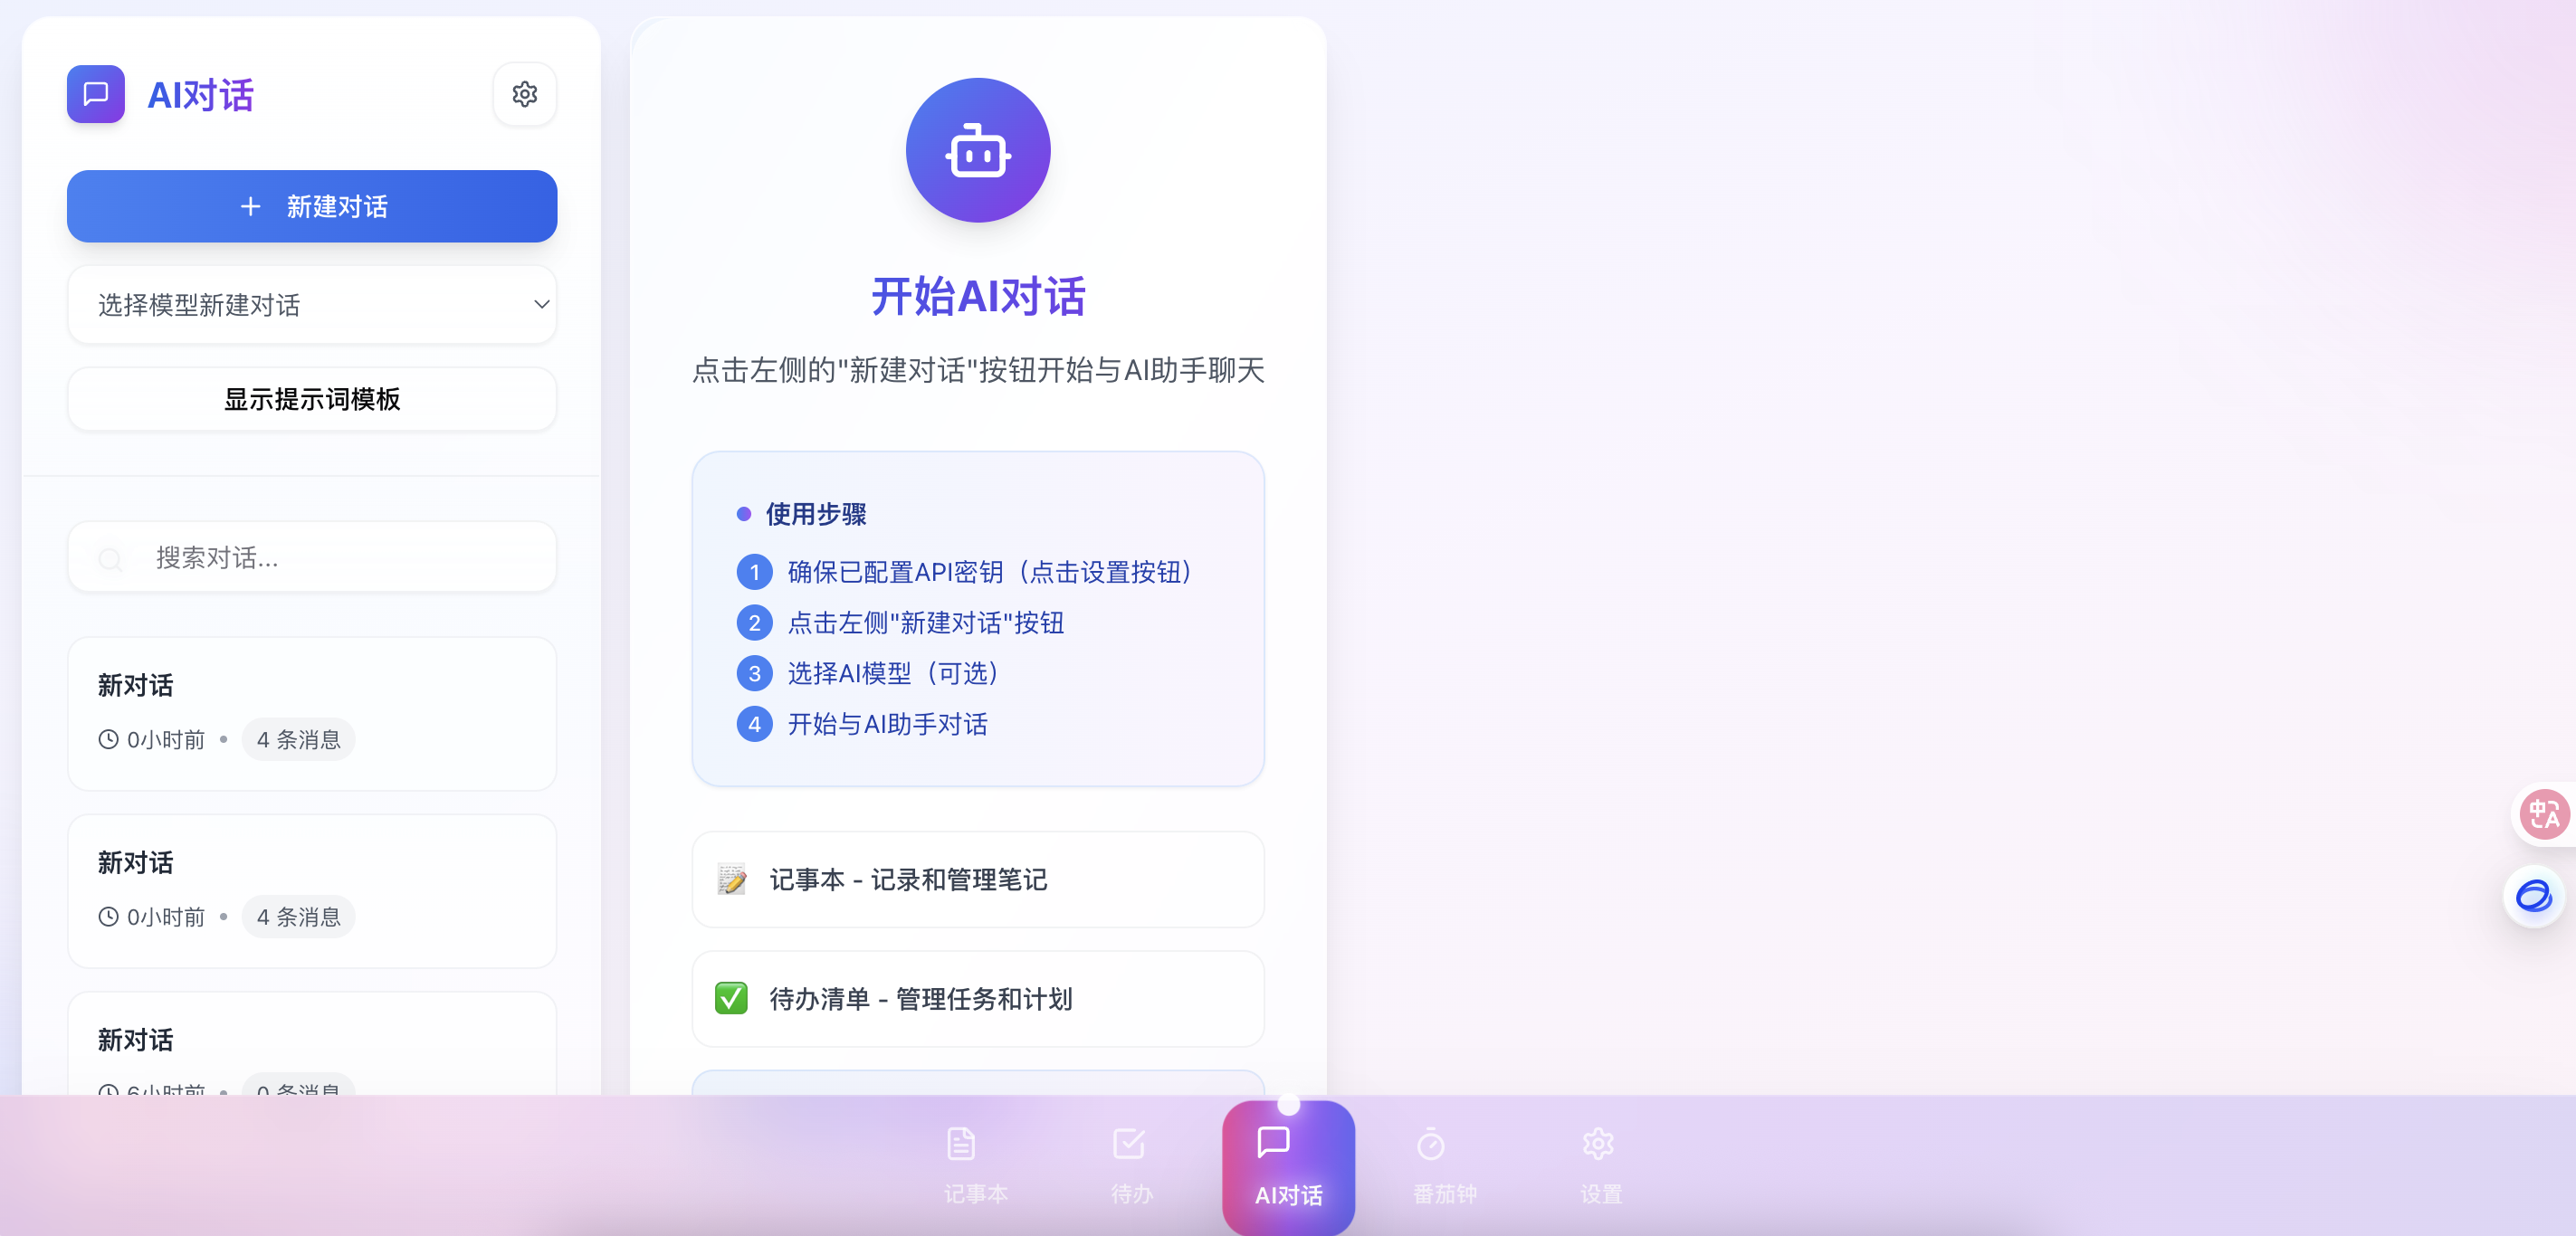 AI对话
新建对话
选择模型新建对话
显示提示词模板
搜索对话...
新对话
0小时前 • 4 条消息
新对话
0小时前 • 4 条消息
新对话
6小时前 • 0 条消息
开始AI对话
点击左侧的"新建对话"按钮开始与AI助手聊天
使用步骤
1 确保已配置API密钥（点击设置按钮）
2 点击左侧"新建对话"按钮
3 选择AI模型（可选）
4 开始与AI助手对话
记事本 - 记录和管理笔记
待办清单 - 管理任务和计划
中A
记事本
待办
AI对话
番茄钟
设置